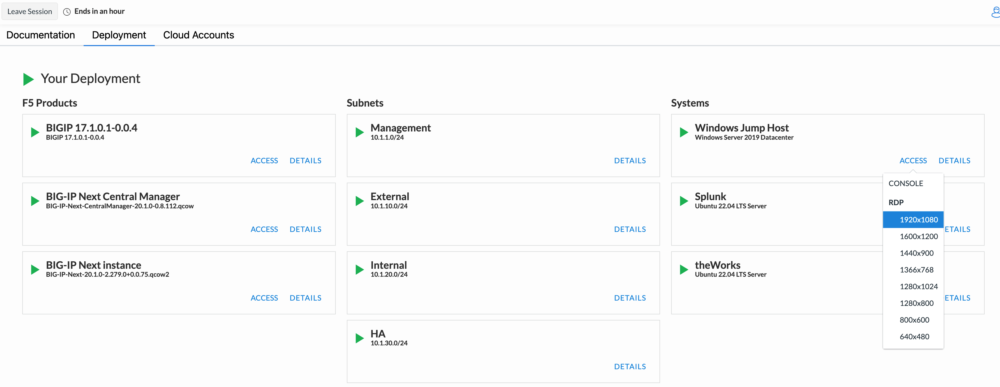 Leave Session
Ends in an hour
Documentation
Deployment
Cloud Accounts
Your Deployment
F5 Products
BIGIP 17.1.0.1-0.0.4
BIGIP 17.1.0.1-0.0.4
ACCESS DETAILS
BIG-IP Next Central Manager
BIG-IP-Next-CentralManager-20.1.0-0.8.112.qcow
ACCESS DETAILS
BIG-IP Next instance
BIG-IP-Next-20.1.0-2.279.0+0.0.75.qcow2
ACCESS DETAILS
Subnets
Management
10.1.1.0/24
DETAILS
External
10.1.10.0/24
DETAILS
Internal
10.1.20.0/24
DETAILS
HA
10.1.30.0/24
DETAILS
Systems
Windows Jump Host
Windows Server 2019 Datacenter
ACCESS DETAILS
Splunk
Ubuntu 22.04 LTS Server
ETAILS
theWorks
Ubuntu 22.04 LTS Server
ETAILS
CONSOLE
RDP
1920x1080
1600x1200
1440x900
1366x768
1280x1024
1280x800
800x600
640x480